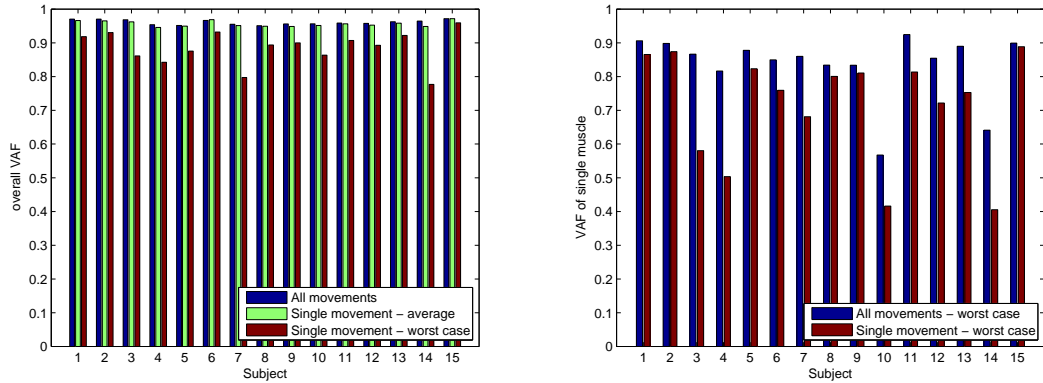 1
0.9
0.8
0.7
0.6
0.5
0.4
0.3
0.2
0.1
0
overall VAF
All movements
Single movement – average
Single movement – worst case
1 2 3 4 5 6 7 8 9 10 11 12 13 14 15
Subject
1
0.9
0.8
0.7
0.6
0.5
0.4
0.3
0.2
0.1
0
VAF of single muscle
All movements – worst case
Single movement – worst case
1 2 3 4 5 6 7 8 9 10 11 12 13 14 15
Subject